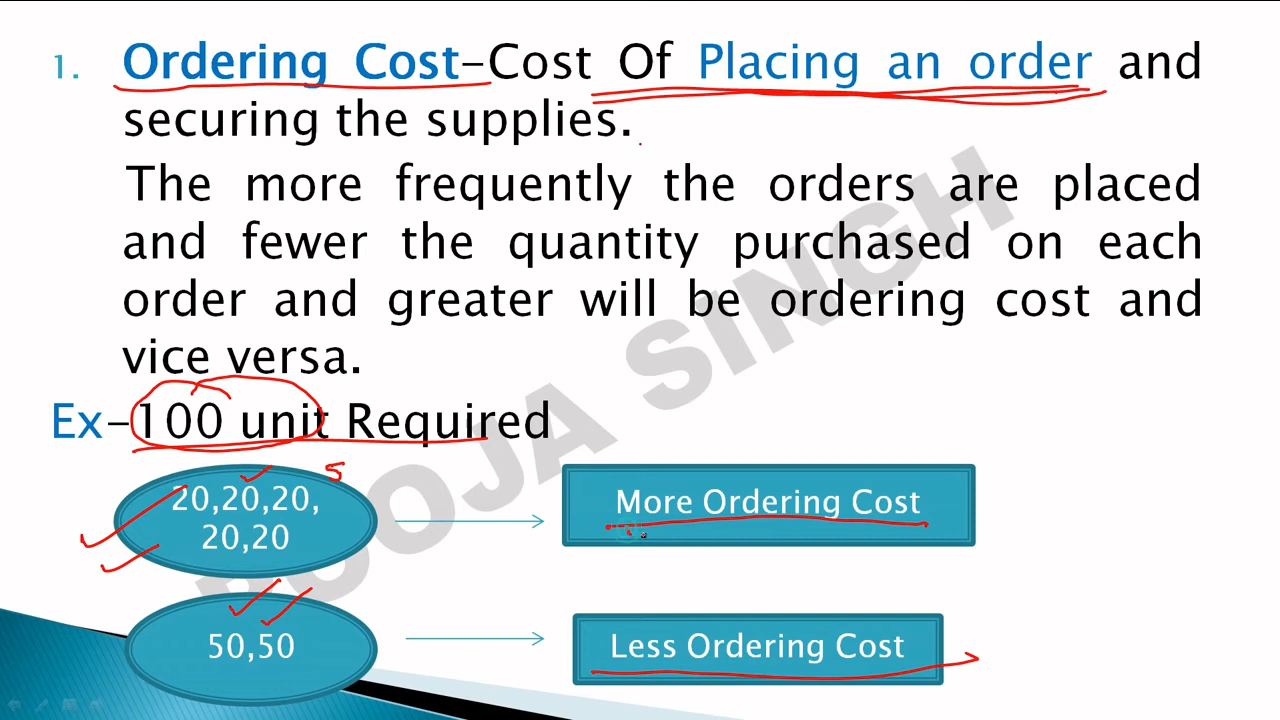 1. Ordering Cost-Cost Of Placing an order and
securing the supplies.
The more frequently the orders are placed
and fewer the quantity purchased on each
order and greater will be ordering cost and
vice versa.
Ex-100 unit Required
5
20,20,20,
20,20
More Ordering Cost
50,50
Less Ordering Cost
POOJA SINGH